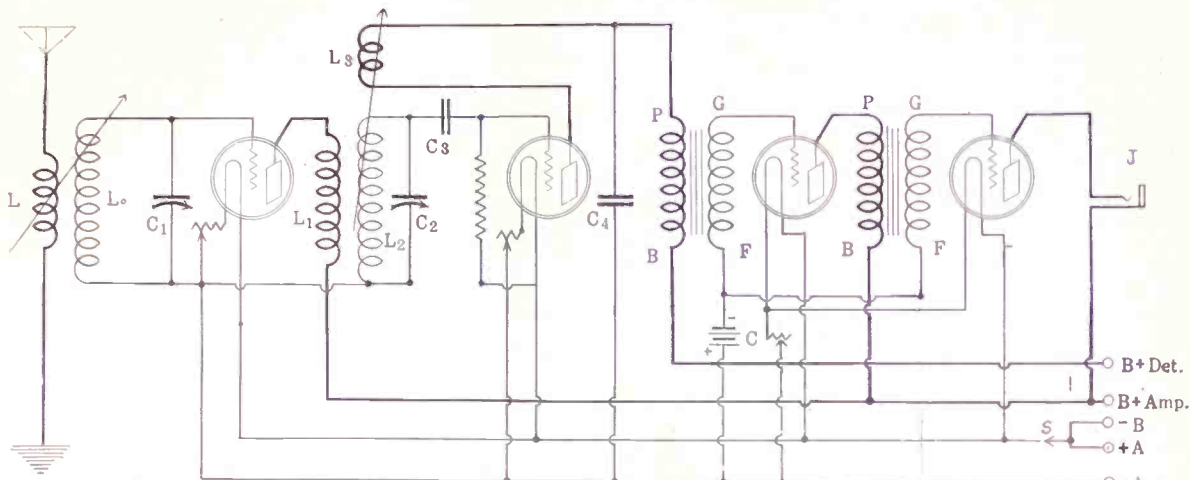 L
L₀
C₁
L₁
L₃
L₂
C₂
C₃
C₄
P
B
G
F
- 
+
C
P
B
G
F
J
B+Det.
B+Amp.
-B
S
+A